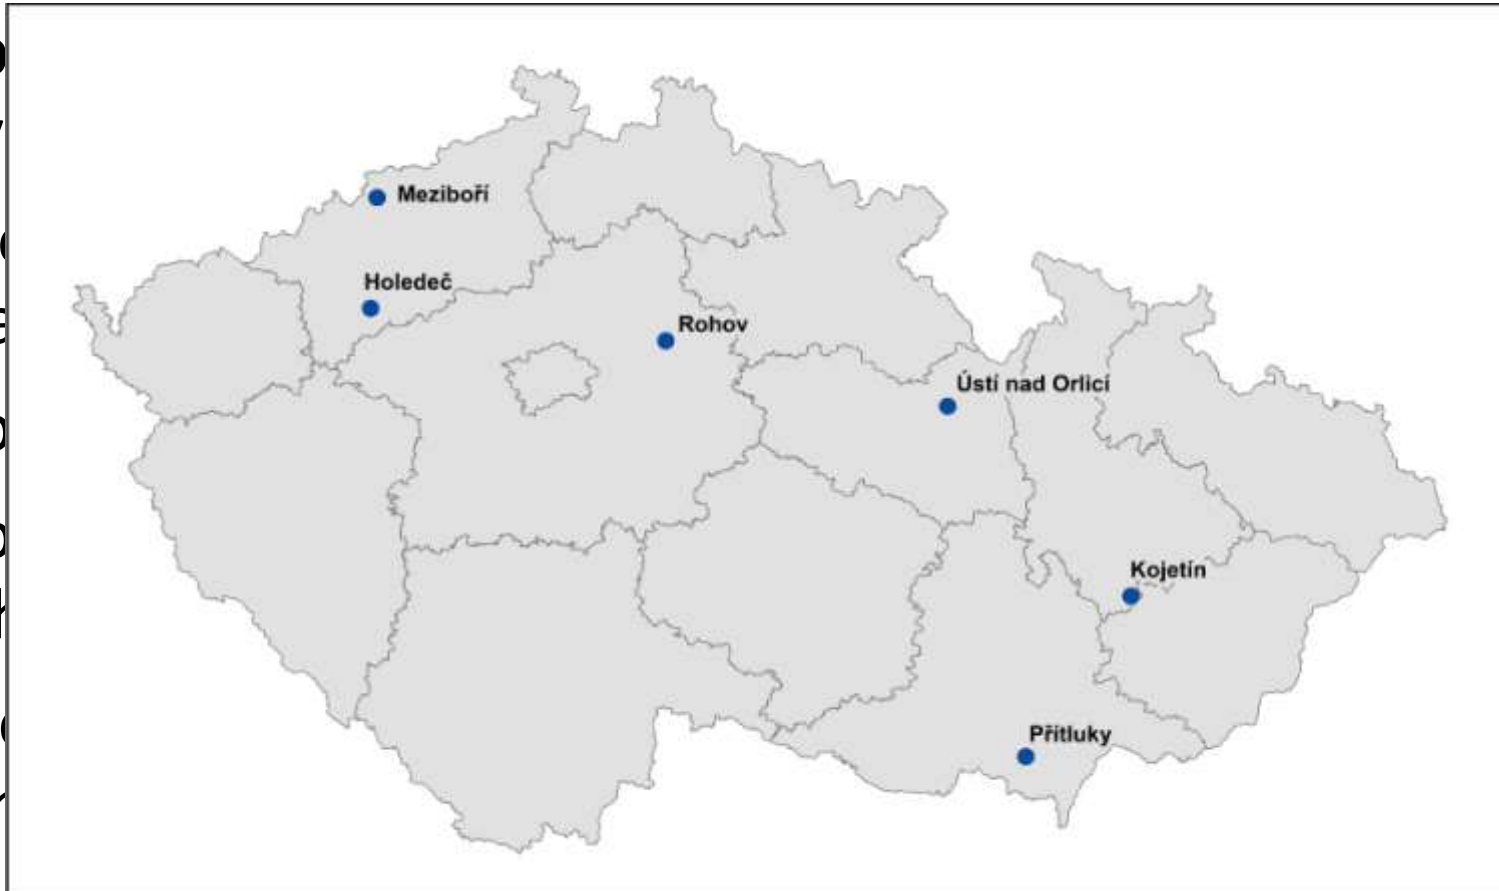 Meziboří
Holedeč
Rohov
Ústí nad Orlicí
Kojetín
Přítluky